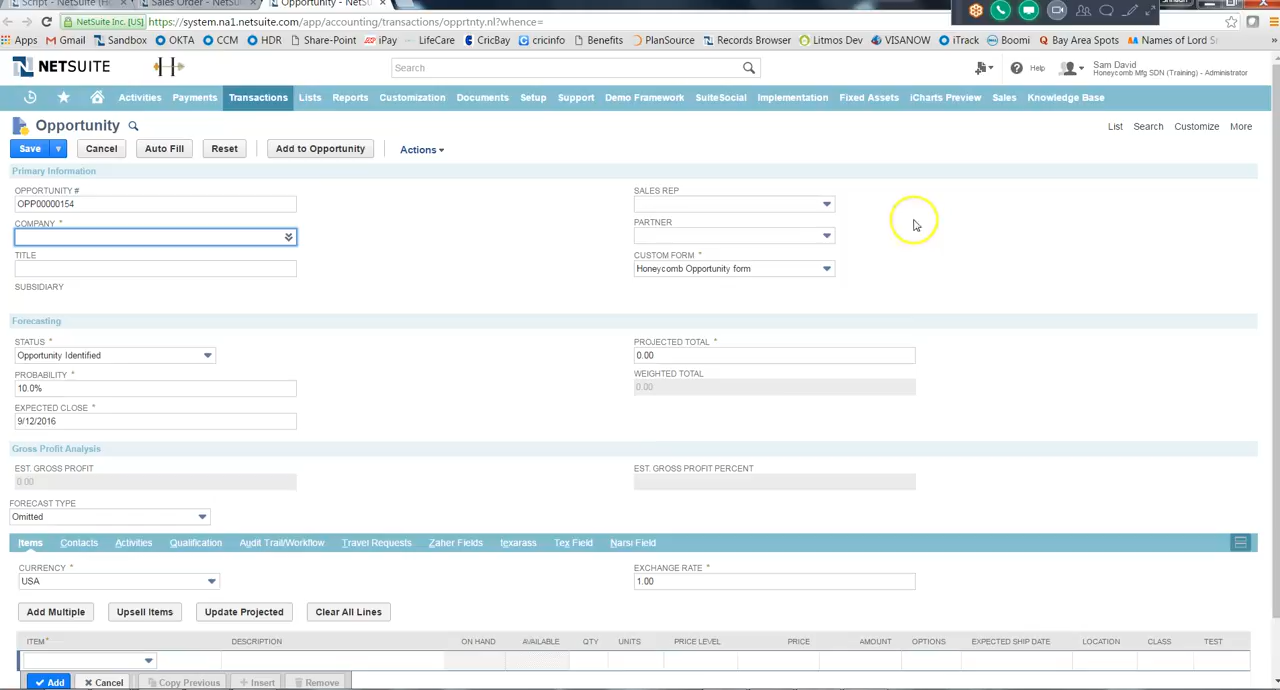 Script - NetSuite (H
Sales Order - NetSu
Opportunity - NetSu
NetSuite Inc. [US] https://system.na1.netsuite.com/app/accounting/transactions/opprtnty.nl?whence=
Apps Gmail Sandbox OKTA CCM HDR Share-Point iPay LifeCare CricBay cricinfo Benefits PlanSource Records Browser Litmos Dev VISANOW iTrack Boomi Bay Area Spots Names of Lord
NETSUITE Search Help Sam David
Honeycomb Mfg SDN (Training) - Administrator
Activities Payments Transactions Lists Reports Customization Documents Setup Support Demo Framework SuiteSocial Implementation Fixed Assets iCharts Preview Sales Knowledge Base
Opportunity List Search Customize More
Save Cancel Auto Fill Reset Add to Opportunity Actions
Primary Information
OPPORTUNITY # SALES REP
OPP00000154
COMPANY * PARTNER
TITLE CUSTOM FORM *
Honeycomb Opportunity form
SUBSIDIARY
Forecasting
STATUS * PROJECTED TOTAL *
Opportunity Identified 0.00
PROBABILITY * WEIGHTED TOTAL
10.0% 0.00
EXPECTED CLOSE *
9/12/2016
Gross Profit Analysis
EST. GROSS PROFIT EST. GROSS PROFIT PERCENT
0.00
FORECAST TYPE
Omitted
Items Contacts Activities Qualification Audit Trail/Workflow Travel Requests Zaher Fields Texarass Tex Field Narsi Field
CURRENCY * EXCHANGE RATE *
USA 1.00
Add Multiple Upsell Items Update Projected Clear All Lines
ITEM * DESCRIPTION ON HAND AVAILABLE QTY UNITS PRICE LEVEL PRICE AMOUNT OPTIONS EXPECTED SHIP DATE LOCATION CLASS TEST
Add Cancel Copy Previous Insert Remove